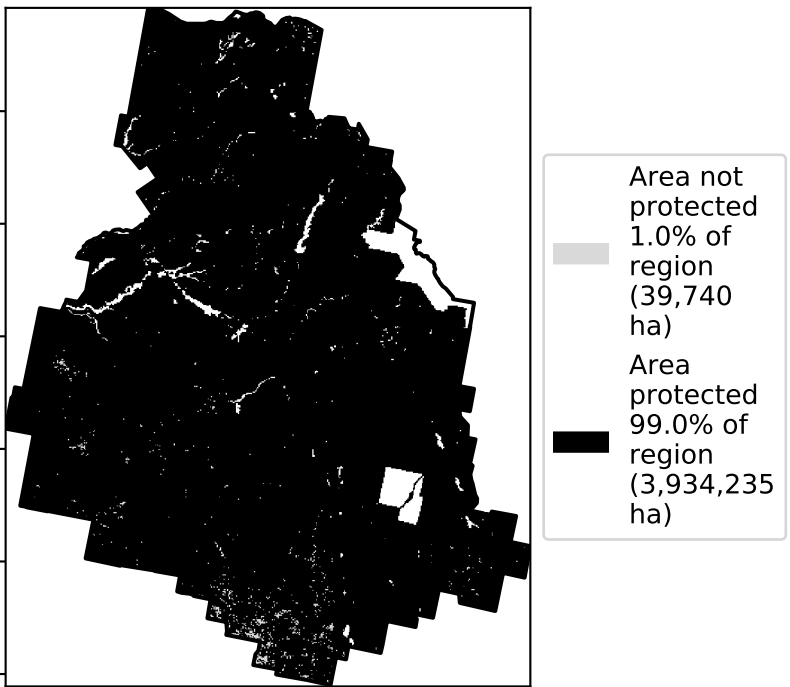 Area not
protected
1.0% of
region
(39,740
ha)
Area
protected
99.0% of
region
(3,934,235
ha)